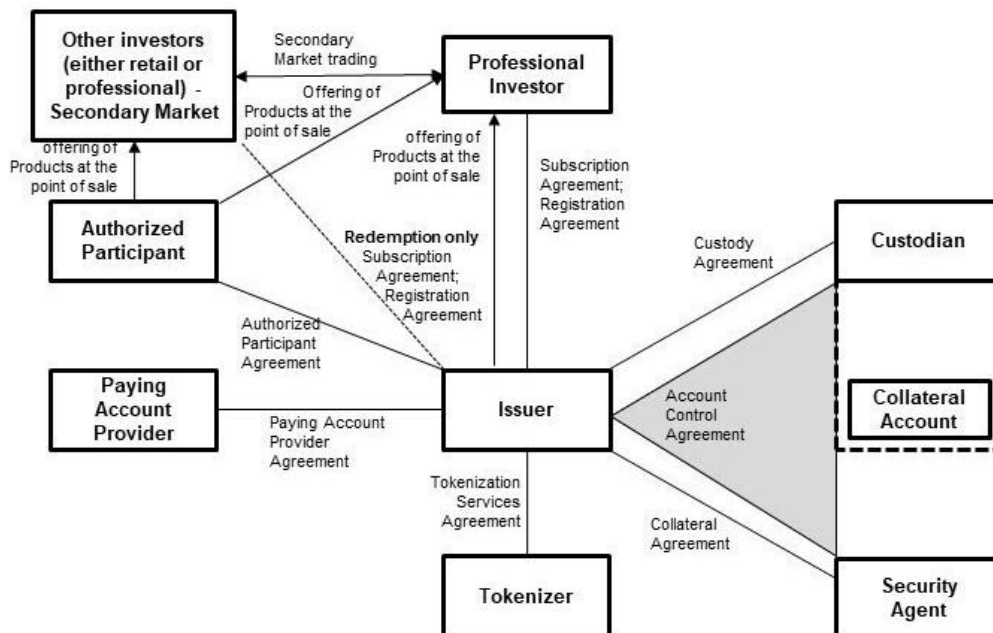 Other investors
(either retail or
professional) -
Secondary Market
Secondary
Market trading
Professional
Investor
Offering of
Products at the
point of sale
offering of
Products at the
point of sale
offering of
Products at the
point of sale
Subscription
Agreement;
Registration
Agreement
Authorized
Participant
Redemption only
Subscription
Agreement;
Registration
Agreement
Custody
Agreement
Custodian
Authorized
Participant
Agreement
Paying
Account
Provider
Paying Account
Provider
Agreement
Issuer
Account
Control
Agreement
Collateral
Account
Tokenization
Services
Agreement
Collateral
Agreement
Tokenizer
Security
Agent